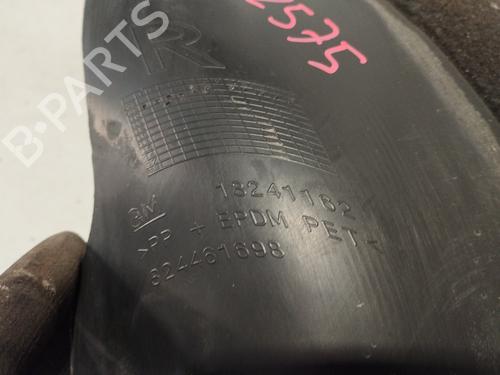 2575
R
GM 13241162
>PP + EPDM PET<
624461698
B-PARTS